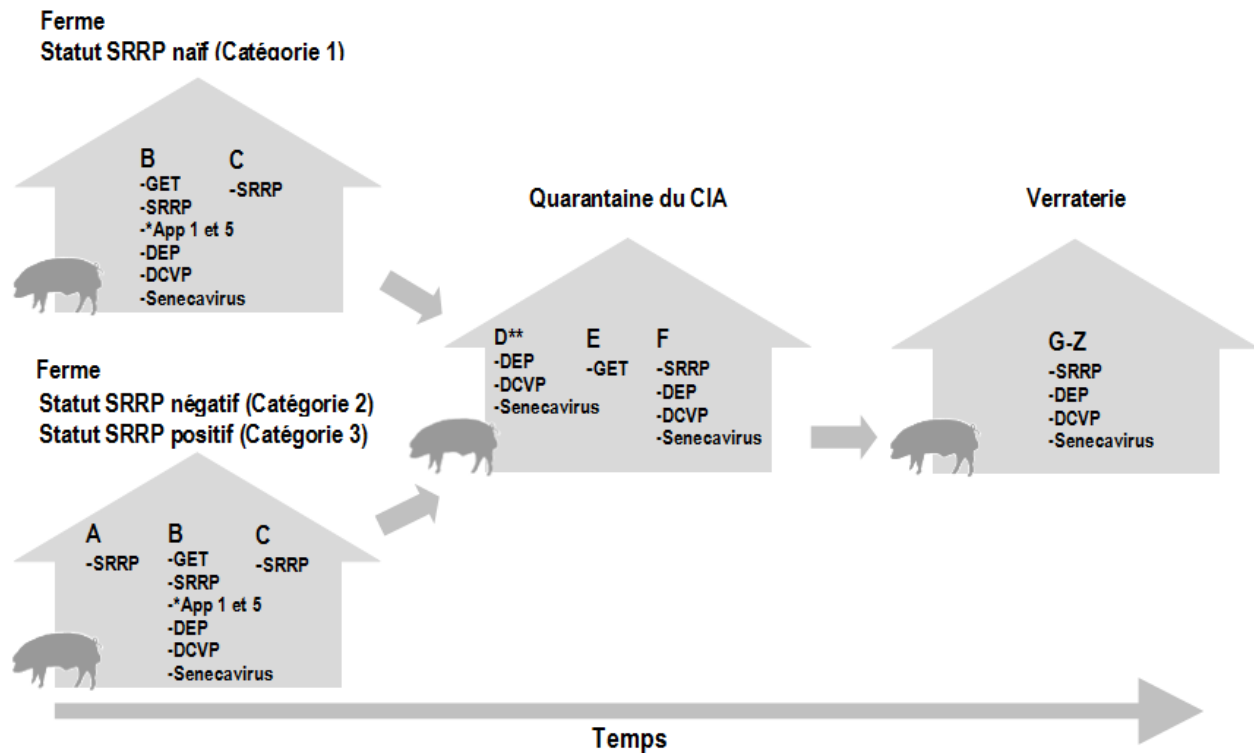 Ferme
Statut SRRP naïf (Catégorie 1)
B
-GET
-SRRP
-*App 1 et 5
-DEP
-DCVP
-Senecavirus
C
-SRRP
Ferme
Statut SRRP négatif (Catégorie 2)
Statut SRRP positif (Catégorie 3)
A
-SRRP
B
-GET
-SRRP
-*App 1 et 5
-DEP
-DCVP
-Senecavirus
C
-SRRP
Quarantaine du CIA
D**
-DEP
-DCVP
-Senecavirus
E
-GET
F
-SRRP
-DEP
-DCVP
-Senecavirus
Verraterie
G-Z
-SRRP
-DEP
-DCVP
-Senecavirus
Temps